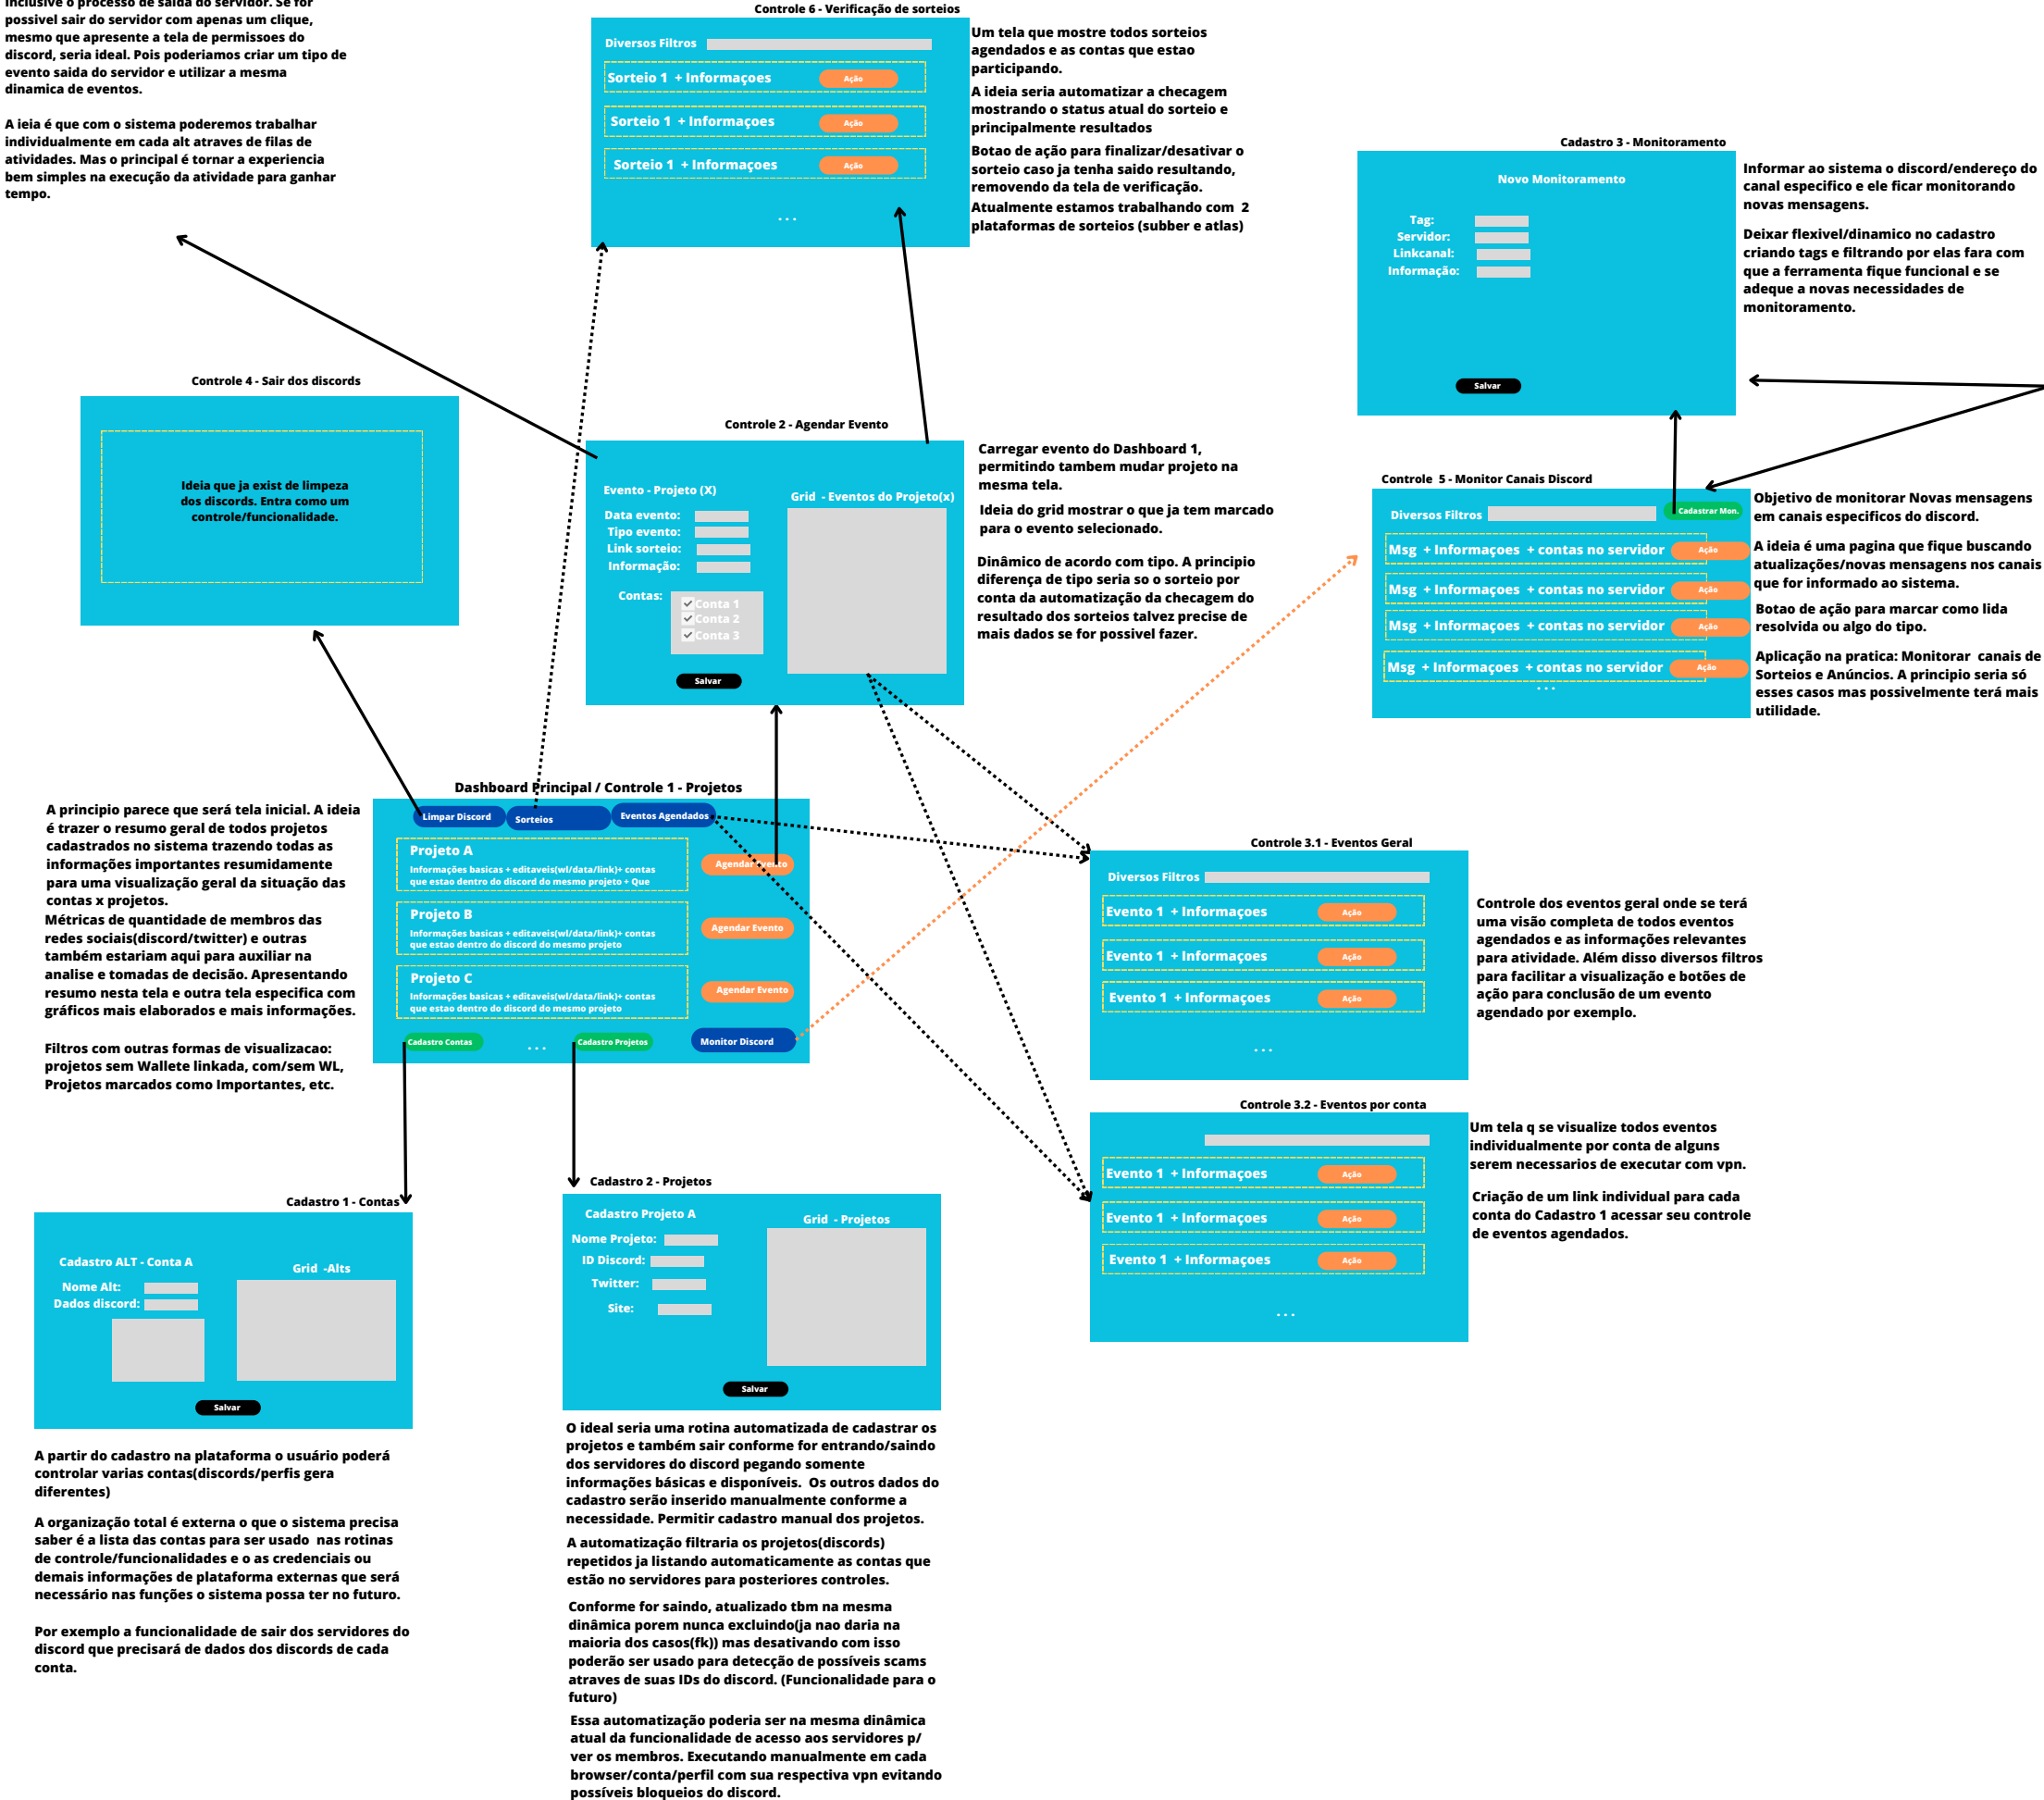 inclusive o processo de saida do servidor. Se for
possivel sair do servidor com apenas um clique,
mesmo que apresente a tela de permissoes do
discord, seria ideal. Pois poderiamos criar um tipo de
evento saida do servidor e utilizar a mesma
dinamica de eventos.
A ieia é que com o sistema poderemos trabalhar
individualmente em cada alt atraves de filas de
atividades. Mas o principal é tornar a experiencia
bem simples na execução da atividade para ganhar
tempo.
Controle 6 - Verificação de sorteios
Diversos Filtros
Sorteio 1 + Informaçoes
Ação
Sorteio 1 + Informaçoes
Ação
Sorteio 1 + Informaçoes
Ação
...
Um tela que mostre todos sorteios
agendados e as contas que estao
participando.
A ideia seria automatizar a checagem
mostrando o status atual do sorteio e
principalmente resultados
Botao de ação para finalizar/desativar o
sorteio caso ja tenha saido resultando,
removendo da tela de verificação.
Atualmente estamos trabalhando com 2
plataformas de sorteios (subber e atlas)
Cadastro 3 - Monitoramento
Novo Monitoramento
Tag:
Servidor:
Linkcanal:
Informação:
Salvar
Informar ao sistema o discord/endereço do
canal especifico e ele ficar monitorando
novas mensagens.
Deixar flexivel/dinamico no cadastro
criando tags e filtrando por elas fara com
que a ferramenta fique funcional e se
adeque a novas necessidades de
monitoramento.
Controle 4 - Sair dos discords
Ideia que ja exist de limpeza
dos discords. Entra como um
controle/funcionalidade.
Controle 2 - Agendar Evento
Evento - Projeto (X)
Data evento:
Tipo evento:
Link sorteio:
Informação:
Contas:
Conta 1
Conta 2
Conta 3
Salvar
Grid - Eventos do Projeto(x)
Carregar evento do Dashboard 1,
permitindo tambem mudar projeto na
mesma tela.
Ideia do grid mostrar o que ja tem marcado
para o evento selecionado.
Dinâmico de acordo com tipo. A principio
diferença de tipo seria so o sorteio por
conta da automatização da checagem do
resultado dos sorteios talvez precise de
mais dados se for possivel fazer.
Controle 5 - Monitor Canais Discord
Diversos Filtros
Cadastrar Mon.
Msg + Informaçoes + contas no servidor
Ação
Msg + Informaçoes + contas no servidor
Ação
Msg + Informaçoes + contas no servidor
Ação
Msg + Informaçoes + contas no servidor
Ação
...
Objetivo de monitorar Novas mensagens
em canais especificos do discord.
A ideia é uma pagina que fique buscando
atualizações/novas mensagens nos canais
que for informado ao sistema.
Botao de ação para marcar como lida
resolvida ou algo do tipo.
Aplicação na pratica: Monitorar canais de
Sorteios e Anúncios. A principio seria só
esses casos mas possivelmente terá mais
utilidade.
A principio parece que será tela inicial. A ideia
é trazer o resumo geral de todos projetos
cadastrados no sistema trazendo todas as
informações importantes resumidamente
para uma visualização geral da situação das
contas x projetos.
Métricas de quantidade de membros das
redes sociais(discord/twitter) e outras
também estariam aqui para auxiliar na
analise e tomadas de decisão. Apresentando
resumo nesta tela e outra tela especifica com
gráficos mais elaborados e mais informações.
Filtros com outras formas de visualizacao:
projetos sem Wallete linkada, com/sem WL,
Projetos marcados como Importantes, etc.
Dashboard Principal / Controle 1 - Projetos
Limpar Discord
Sorteios
Eventos Agendados
Projeto A
Informações basicas + editaveis(wl/data/link)+ contas
que estao dentro do discord do mesmo projeto + Que
Agendar Evento
Projeto B
Informações basicas + editaveis(wl/data/link)+ contas
que estao dentro do discord do mesmo projeto
Agendar Evento
Projeto C
Informações basicas + editaveis(wl/data/link)+ contas
que estao dentro do discord do mesmo projeto
Agendar Evento
Cadastro Contas
...
Cadastro Projetos
Monitor Discord
Controle 3.1 - Eventos Geral
Diversos Filtros
Evento 1 + Informaçoes
Ação
Evento 1 + Informaçoes
Ação
Evento 1 + Informaçoes
Ação
...
Controle dos eventos geral onde se terá
uma visão completa de todos eventos
agendados e as informações relevantes
para atividade. Além disso diversos filtros
para facilitar a visualização e botões de
ação para conclusão de um evento
agendado por exemplo.
Controle 3.2 - Eventos por conta
Evento 1 + Informaçoes
Ação
Evento 1 + Informaçoes
Ação
Evento 1 + Informaçoes
Ação
...
Um tela q se visualize todos eventos
individualmente por conta de alguns
serem necessarios de executar com vpn.
Criação de um link individual para cada
conta do Cadastro 1 acessar seu controle
de eventos agendados.
Cadastro 1 - Contas
Cadastro ALT - Conta A
Nome Alt:
Dados discord:
Grid -Alts
Salvar
A partir do cadastro na plataforma o usuário poderá
controlar varias contas(discords/perfis gera
diferentes)
A organização total é externa o que o sistema precisa
saber é a lista das contas para ser usado nas rotinas
de controle/funcionalidades e o as credenciais ou
demais informações de plataforma externas que será
necessário nas funções o sistema possa ter no futuro.
Por exemplo a funcionalidade de sair dos servidores do
discord que precisará de dados dos discords de cada
conta.
Cadastro 2 - Projetos
Cadastro Projeto A
Nome Projeto:
ID Discord:
Twitter:
Site:
Grid - Projetos
Salvar
O ideal seria uma rotina automatizada de cadastrar os
projetos e também sair conforme for entrando/saindo
dos servidores do discord pegando somente
informações básicas e disponíveis. Os outros dados do
cadastro serão inserido manualmente conforme a
necessidade. Permitir cadastro manual dos projetos.
A automatização filtraria os projetos(discords)
repetidos ja listando automaticamente as contas que
estão no servidores para posteriores controles.
Conforme for saindo, atualizado tbm na mesma
dinâmica porem nunca excluindo(ja nao daria na
maioria dos casos(fk)) mas desativando com isso
poderão ser usado para detecção de possíveis scams
atraves de suas IDs do discord. (Funcionalidade para o
futuro)
Essa automatização poderia ser na mesma dinâmica
atual da funcionalidade de acesso aos servidores p/
ver os membros. Executando manualmente em cada
browser/conta/perfil com sua respectiva vpn evitando
possíveis bloqueios do discord.